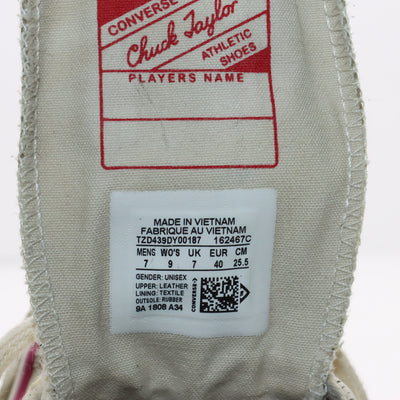 CONVERSE
Chuck Taylor
ATHLETIC
SHOES
PLAYERS NAME
MADE IN VIETNAM
FABRIQUE AU VIETNAM
TZD439DY00187 162467C
MENS WO'S UK EUR CM
7 9 7 40 25.5
GENDER: UNISEX
UPPER: LEATHER
LINING: TEXTILE
OUTSOLE: RUBBER
9A 1808 A34